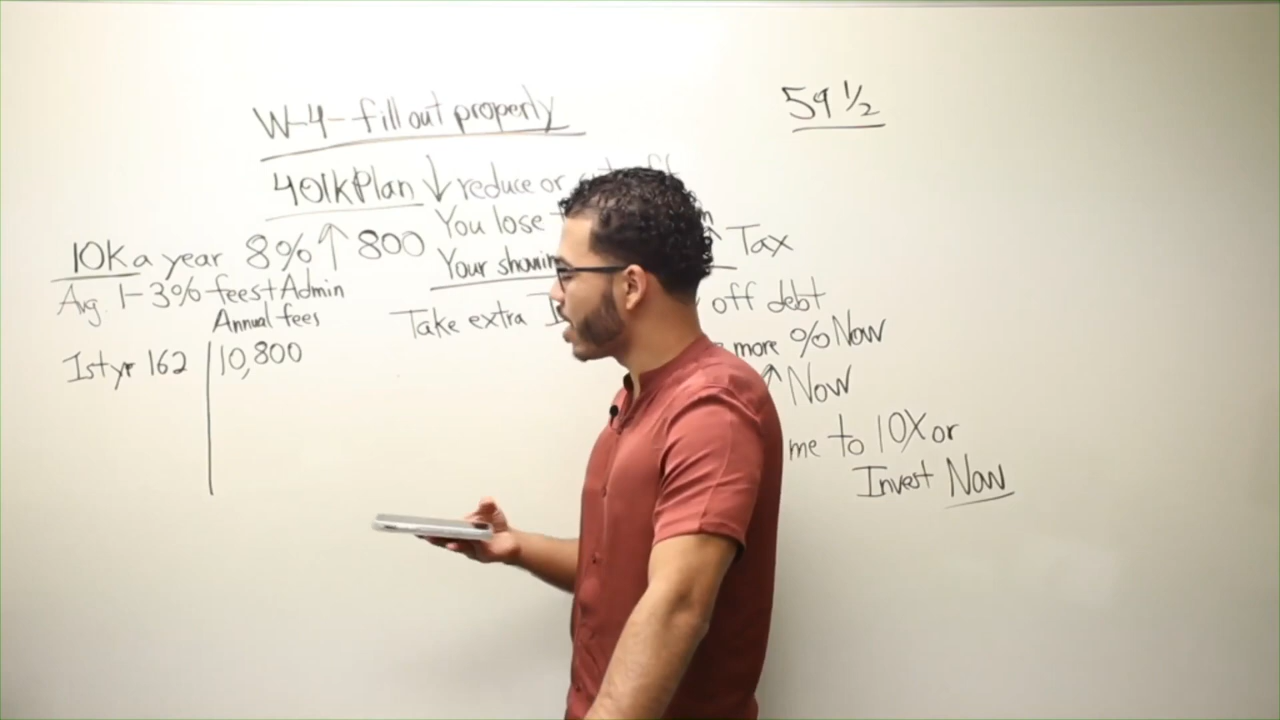 W-4 - fill out properly
59 1/2
401k Plan ↓ reduce or
You lose
Tax
10K a year 8% ↑ 800
Your
Avg. 1-3% fees + Admin
Annual fees
Take extra
off debt
more % Now
1st yr 162 | 10,800
↑ Now
me to 10X or
Invest Now